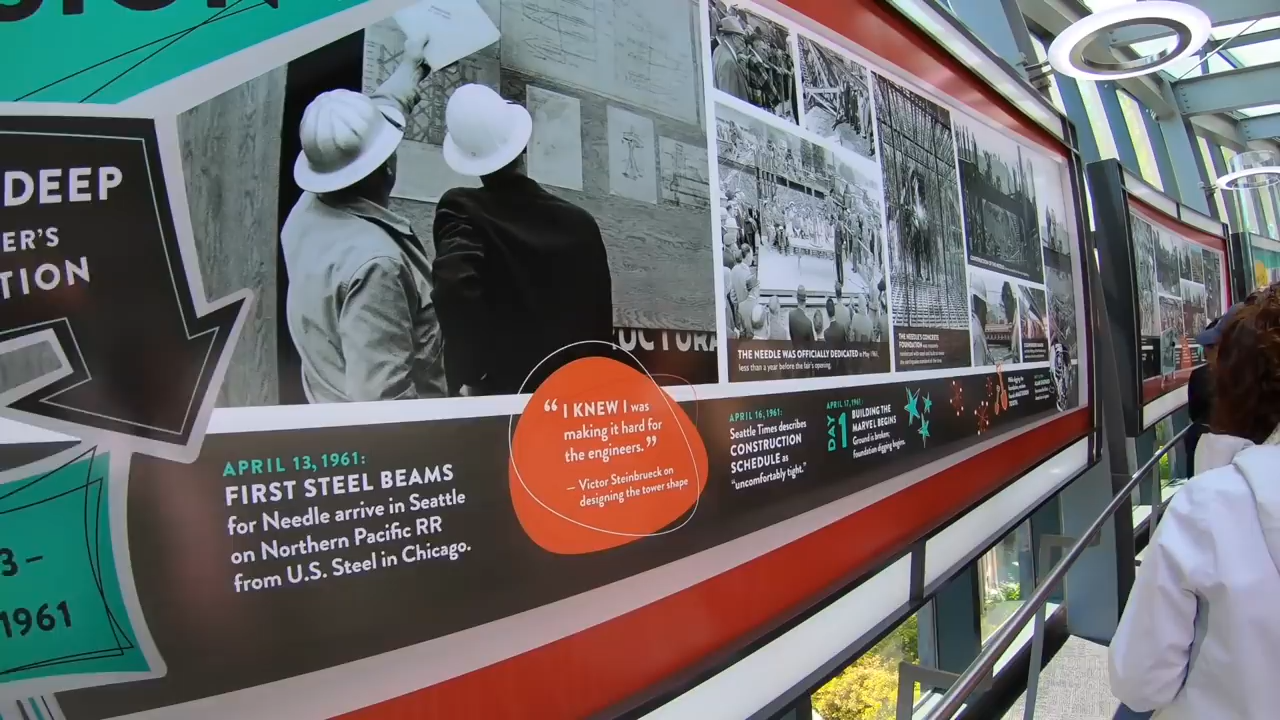 DEEP
ER'S
TION
3 –
1961
UCTURA
APRIL 13, 1961:
FIRST STEEL BEAMS
for Needle arrive in Seattle
on Northern Pacific RR
from U.S. Steel in Chicago.
“I KNEW I was
making it hard for
the engineers.”
— Victor Steinbrueck on
designing the tower shape
THE NEEDLE WAS OFFICIALLY DEDICATED in May 1961,
less than a year before the fair's opening.
THE NEEDLE'S CONCRETE
FOUNDATION was
APRIL 16, 1961:
Seattle Times describes
CONSTRUCTION
SCHEDULE as
“uncomfortably tight.”
APRIL 17, 1961:
DAY 1
BUILDING THE
MARVEL BEGINS
Ground is broken;
Foundation digging begins.